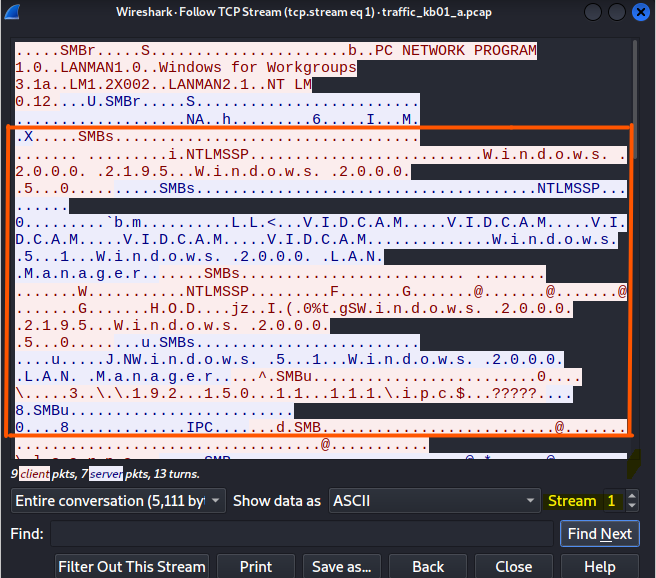 Wireshark · Follow TCP Stream (tcp.stream eq 1) · traffic_kb01_a.pcap
.....SMBr.....S......................b..PC NETWORK PROGRAM
1.0..LANMAN1.0..Windows for Workgroups
3.1a..LM1.2X002..LANMAN2.1..NT LM
0.12....U.SMBr.....S.........................
...................NA..h.........6.....I...M.
.X.....SMBs.................................
....... .........i.NTLMSSP.........................W.i.n.d.o.w.s. .
2.0.0.0. .2.1.9.5...W.i.n.d.o.w.s. .2.0.0.0.
.5...0..........SMBs......................................NTLMSSP...
......
0.........`b.m..........L.L.<...V.I.D.C.A.M.....V.I.D.C.A.M.....V.I.
D.C.A.M.....V.I.D.C.A.M.....V.I.D.C.A.M..............W.i.n.d.o.w.s.
.5...1...W.i.n.d.o.w.s. .2.0.0.0. .L.A.N.
.M.a.n.a.g.e.r........SMBs......................... ........
.......W...........NTLMSSP.........F.......G.......@.......@.......@
.......G.......H.O.D....jz..I.(.0%t.gSW.i.n.d.o.w.s. .2.0.0.0.
.2.1.9.5...W.i.n.d.o.w.s. .2.0.0.0.
.5...0........u.SMBs.........................
....u.....J.NW.i.n.d.o.w.s. .5...1...W.i.n.d.o.w.s. .2.0.0.0.
.L.A.N. .M.a.n.a.g.e.r.....^.SMBu........................0....
\.....3..\.\.1.9.2...1.5.0...1.1...1.1.1.\.i.p.c.$...?????....
8.SMBu........................
0...8............IPC......d.SMB..........................@.......
..................................@...........
9 client pkts, 7 server pkts, 13 turns.
Entire conversation (5,111 byt
Show data as
ASCII
Stream 1
Find:
Find Next
Filter Out This Stream
Print
Save as...
Back
Close
Help